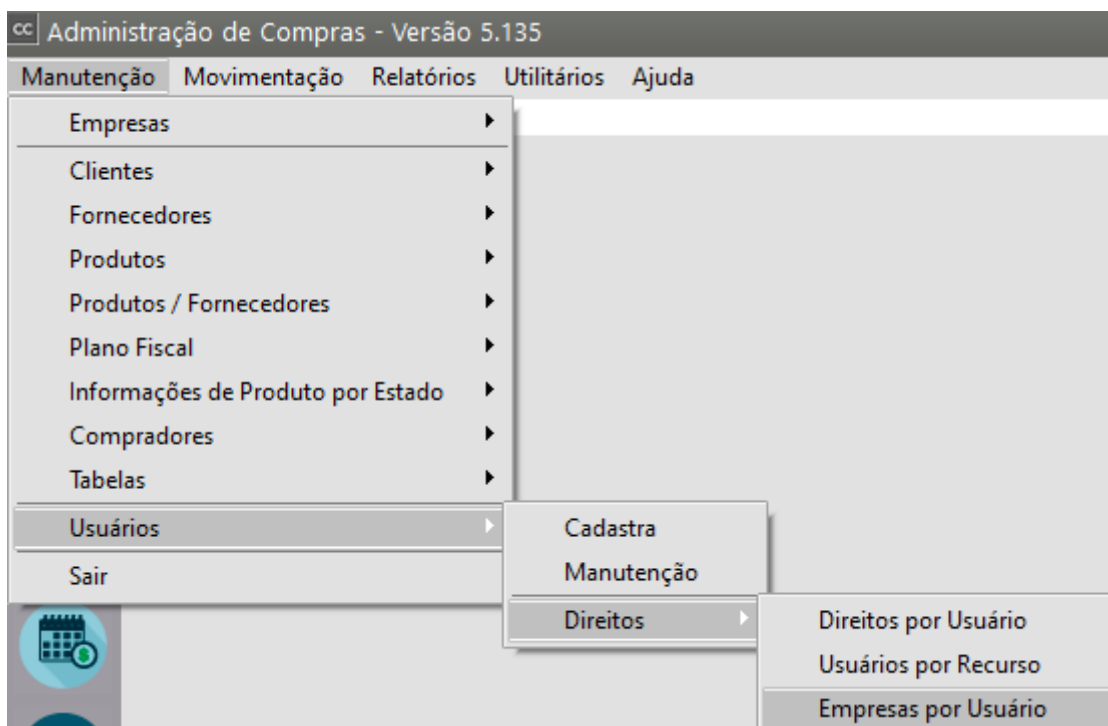 cc Administração de Compras - Versão 5.135
Manutenção Movimentação Relatórios Utilitários Ajuda
Empresas
Clientes
Fornecedores
Produtos
Produtos / Fornecedores
Plano Fiscal
Informações de Produto por Estado
Compradores
Tabelas
Usuários
Sair
Cadastra
Manutenção
Direitos
Direitos por Usuário
Usuários por Recurso
Empresas por Usuário